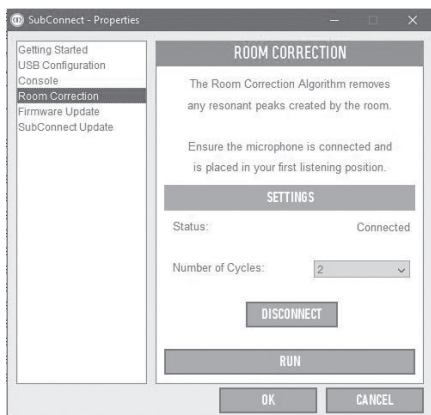 SubConnect - Properties
Getting Started
USB Configuration
Console
Room Correction
Firmware Update
SubConnect Update
ROOM CORRECTION
The Room Correction Algorithm removes
any resonant peaks created by the room.
Ensure the microphone is connected and
is placed in your first listening position.
SETTINGS
Status: Connected
Number of Cycles: 2
DISCONNECT
RUN
OK CANCEL